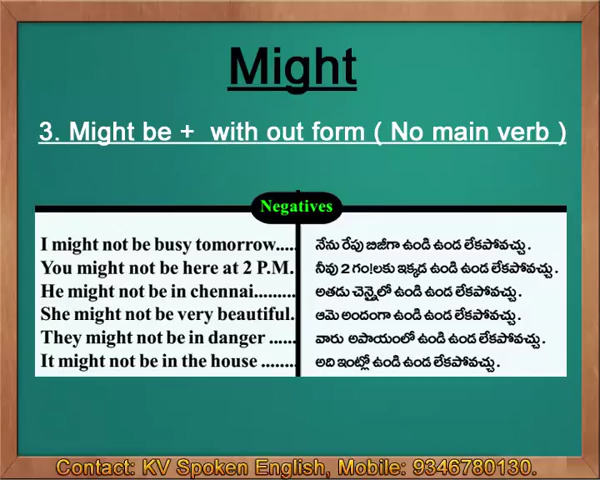 Might
3. Might be + with out form ( No main verb )
Negatives
I might not be busy tomorrow.....
నేను రేపు బిజీగా ఉండి ఉండ లేకపోవచ్చు.
You might not be here at 2 P.M.
నీవు 2 గం!లకు ఇక్కడ ఉండి ఉండ లేకపోవచ్చు.
He might not be in chennai.........
అతడు చెన్నైలో ఉండి ఉండ లేకపోవచ్చు.
She might not be very beautiful.
ఆమె అందంగా ఉండి ఉండ లేకపోవచ్చు.
They might not be in danger ......
వారు అపాయంలో ఉండి ఉండ లేకపోవచ్చు.
It might not be in the house ........
అది ఇంట్లో ఉండి ఉండ లేకపోవచ్చు.
Contact: KV Spoken English, Mobile: 9346780130.